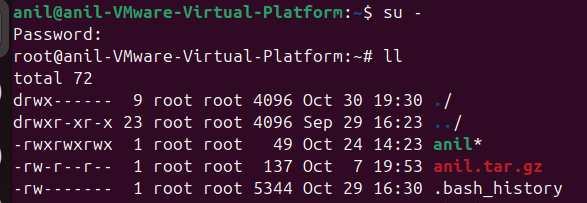 anil@anil-VMware-Virtual-Platform:~$ su -
Password:
root@anil-VMware-Virtual-Platform:~# ll
total 72
drwx------  9 root root 4096 Oct 30 19:30 ./
drwxr-xr-x 23 root root 4096 Sep 29 16:23 ../
-rwxrwxrwx  1 root root   49 Oct 24 14:23 anil*
-rw-r--r--  1 root root  137 Oct  7 19:53 anil.tar.gz
-rw-------  1 root root 5344 Oct 29 16:30 .bash_history